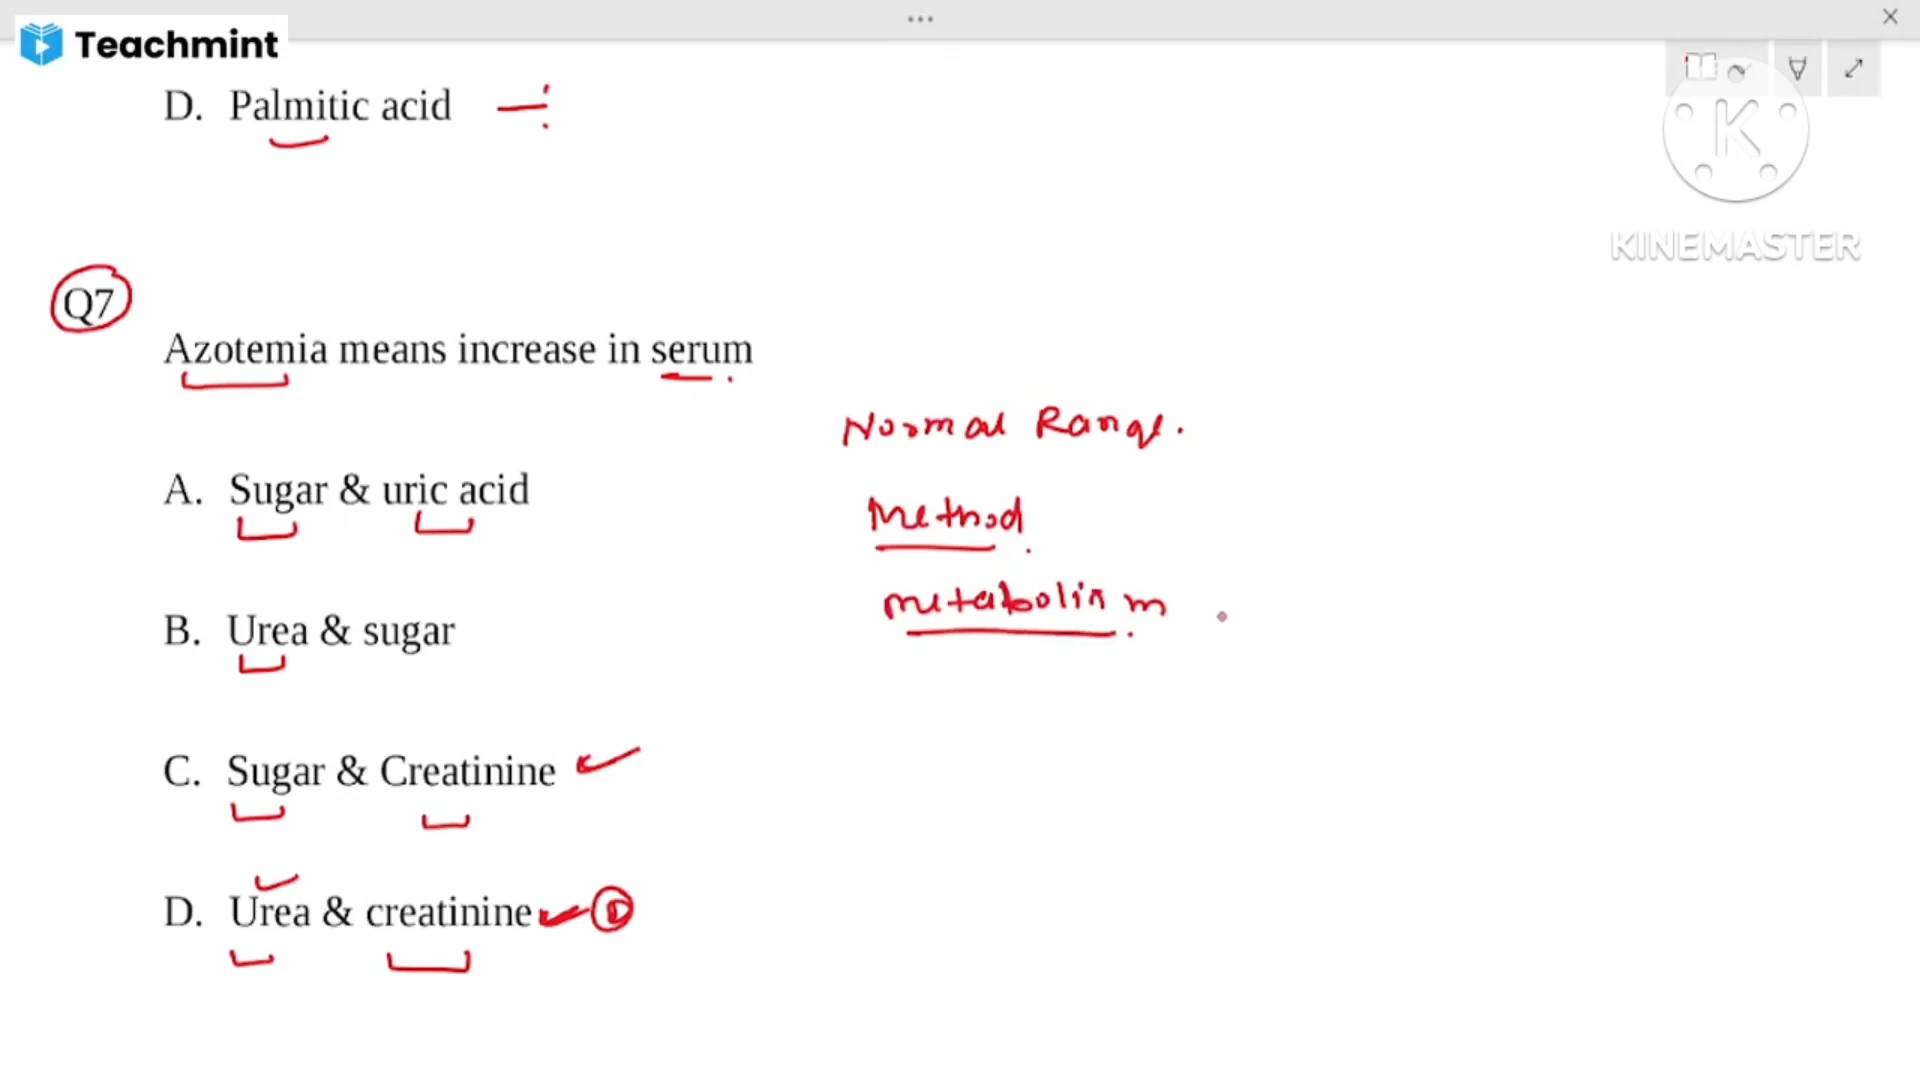 Teachmint
D. Palmitic acid
KINEMASTER
Q7
Azotemia means increase in serum
Normal Range.
A. Sugar & uric acid
Method
metabolism
B. Urea & sugar
C. Sugar & Creatinine
D. Urea & creatinine D